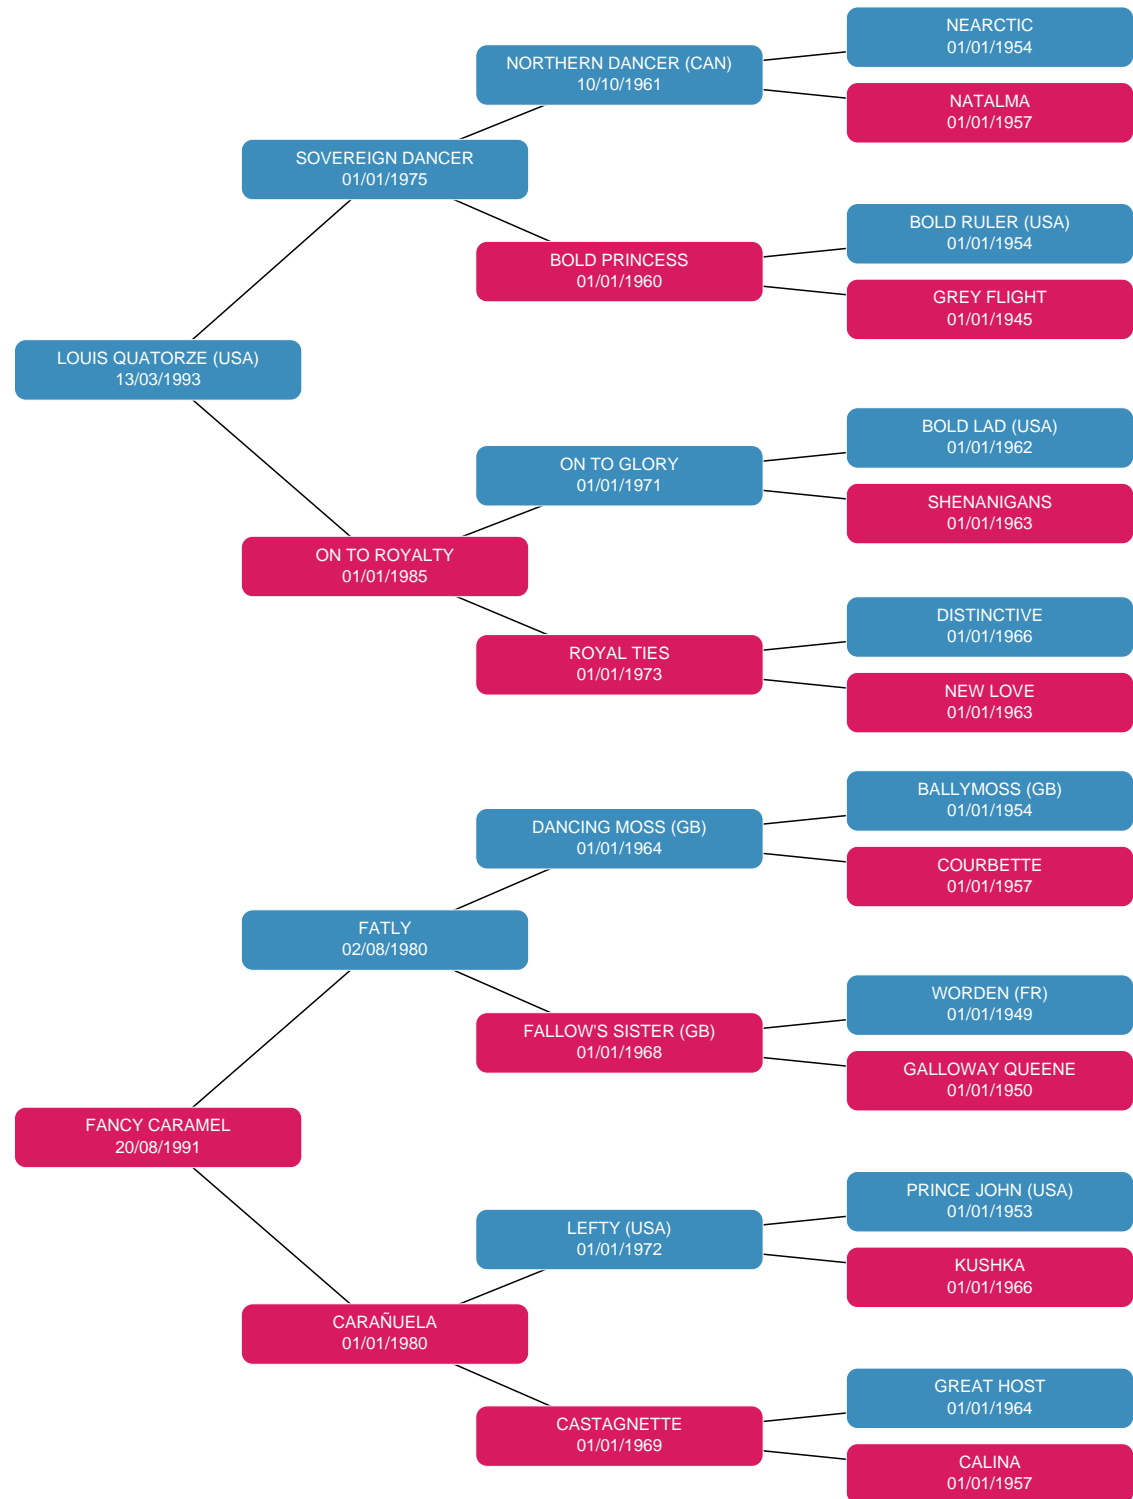 NEARCTIC
01/01/1954
NORTHERN DANCER (CAN)
10/10/1961
NATALMA
01/01/1957
SOVEREIGN DANCER
01/01/1975
BOLD RULER (USA)
01/01/1954
BOLD PRINCESS
01/01/1960
GREY FLIGHT
01/01/1945
LOUIS QUATORZE (USA)
13/03/1993
BOLD LAD (USA)
01/01/1962
ON TO GLORY
01/01/1971
SHENANIGANS
01/01/1963
ON TO ROYALTY
01/01/1985
DISTINCTIVE
01/01/1966
ROYAL TIES
01/01/1973
NEW LOVE
01/01/1963
BALLYMOSS (GB)
01/01/1954
DANCING MOSS (GB)
01/01/1964
COURBETTE
01/01/1957
FATLY
02/08/1980
WORDEN (FR)
01/01/1949
FALLOW'S SISTER (GB)
01/01/1968
GALLOWAY QUEENE
01/01/1950
FANCY CARAMEL
20/08/1991
PRINCE JOHN (USA)
01/01/1953
LEFTY (USA)
01/01/1972
KUSHKA
01/01/1966
CARAÑUELA
01/01/1980
GREAT HOST
01/01/1964
CASTAGNETTE
01/01/1969
CALINA
01/01/1957